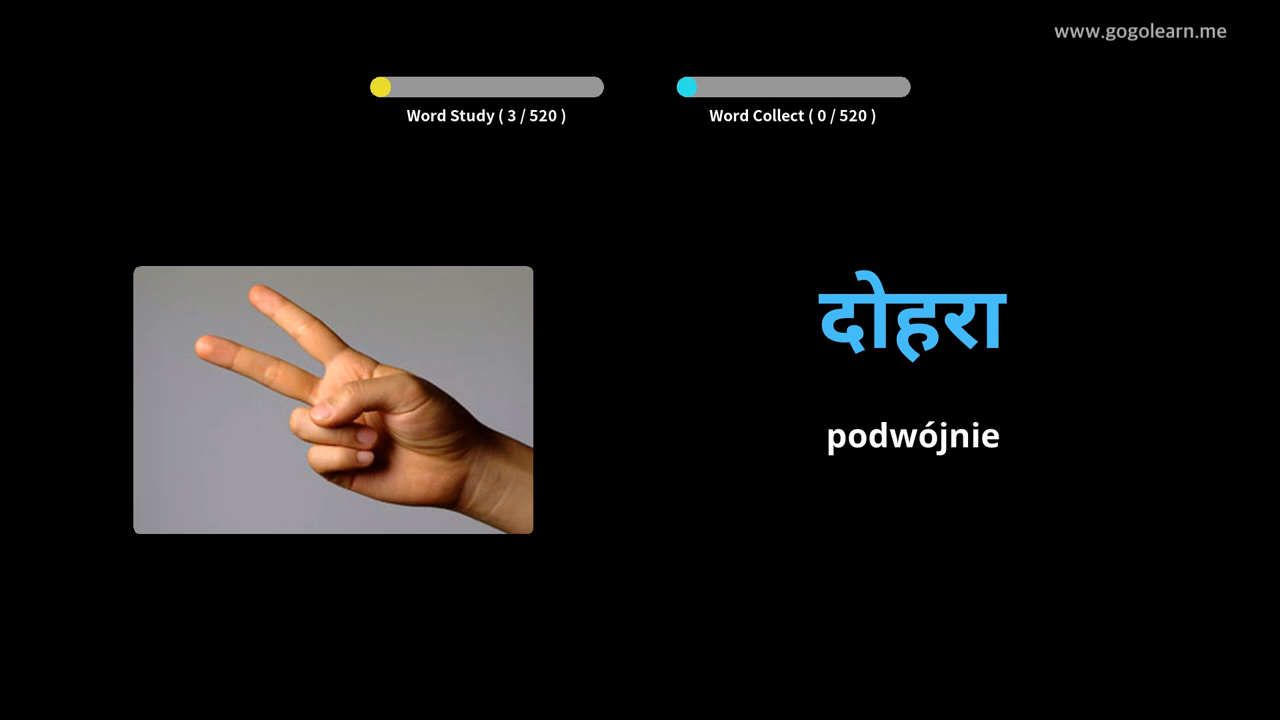 www.gogolearn.me
Word Study ( 3 / 520 )
Word Collect ( 0 / 520 )
दोहरा
podwójnie